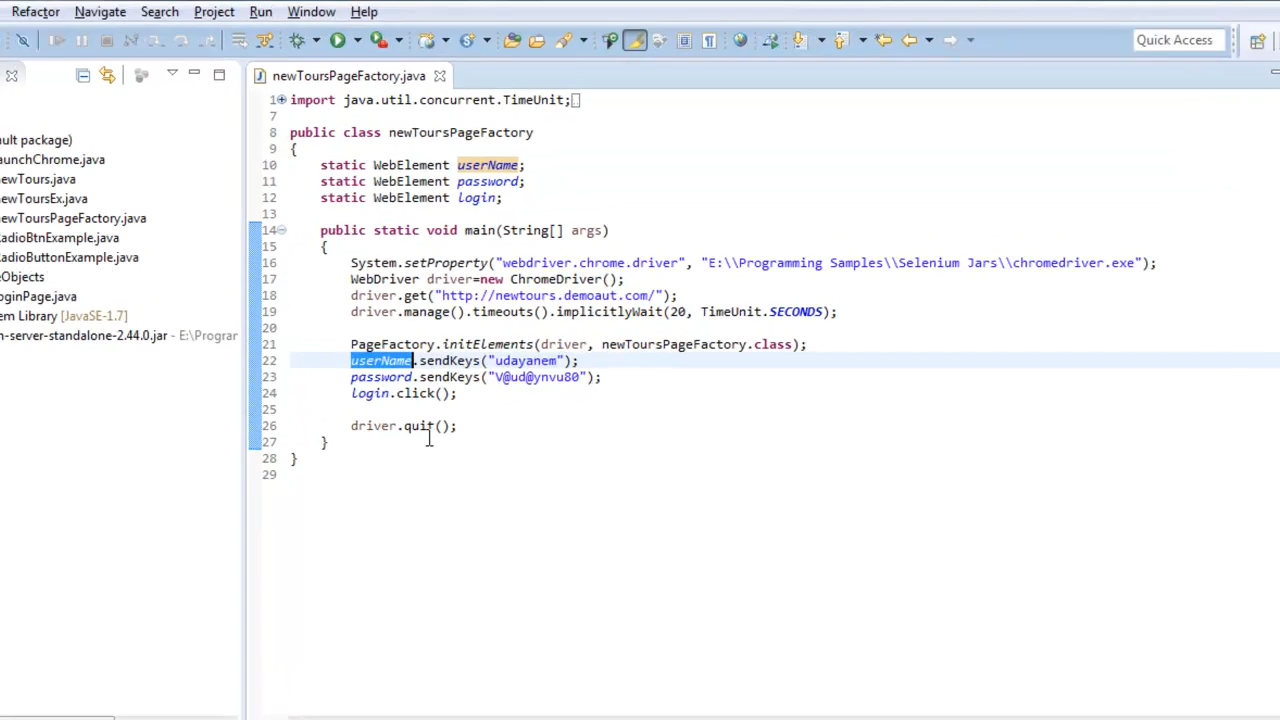 Refactor Navigate Search Project Run Window Help
Quick Access
newToursPageFactory.java
1 import java.util.concurrent.TimeUnit;
7
8 public class newToursPageFactory
9 {
10 static WebElement userName;
11 static WebElement password;
12 static WebElement login;
13
14 public static void main(String[] args)
15 {
16 System.setProperty("webdriver.chrome.driver", "E:\\Programming Samples\\Selenium Jars\\chromedriver.exe");
17 WebDriver driver=new ChromeDriver();
18 driver.get("http://newtours.demoaut.com/");
19 driver.manage().timeouts().implicitlyWait(20, TimeUnit.SECONDS);
20
21 PageFactory.initElements(driver, newToursPageFactory.class);
22 userName.sendKeys("udayanem");
23 password.sendKeys("V@ud@ynvu80");
24 login.click();
25
26 driver.quit();
27 }
28 }
29
ault package)
aunchChrome.java
ewTours.java
ewToursEx.java
ewToursPageFactory.java
adioBtnExample.java
adioButtonExample.java
eObjects
oginPage.java
em Library [JavaSE-1.7]
n-server-standalone-2.44.0.jar - E:\Progran